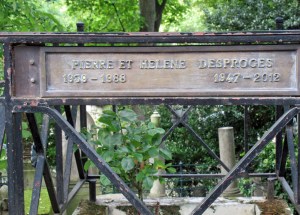 PIERRE ET HELENE DESPROGES
1939 - 1988 1947 - 2012